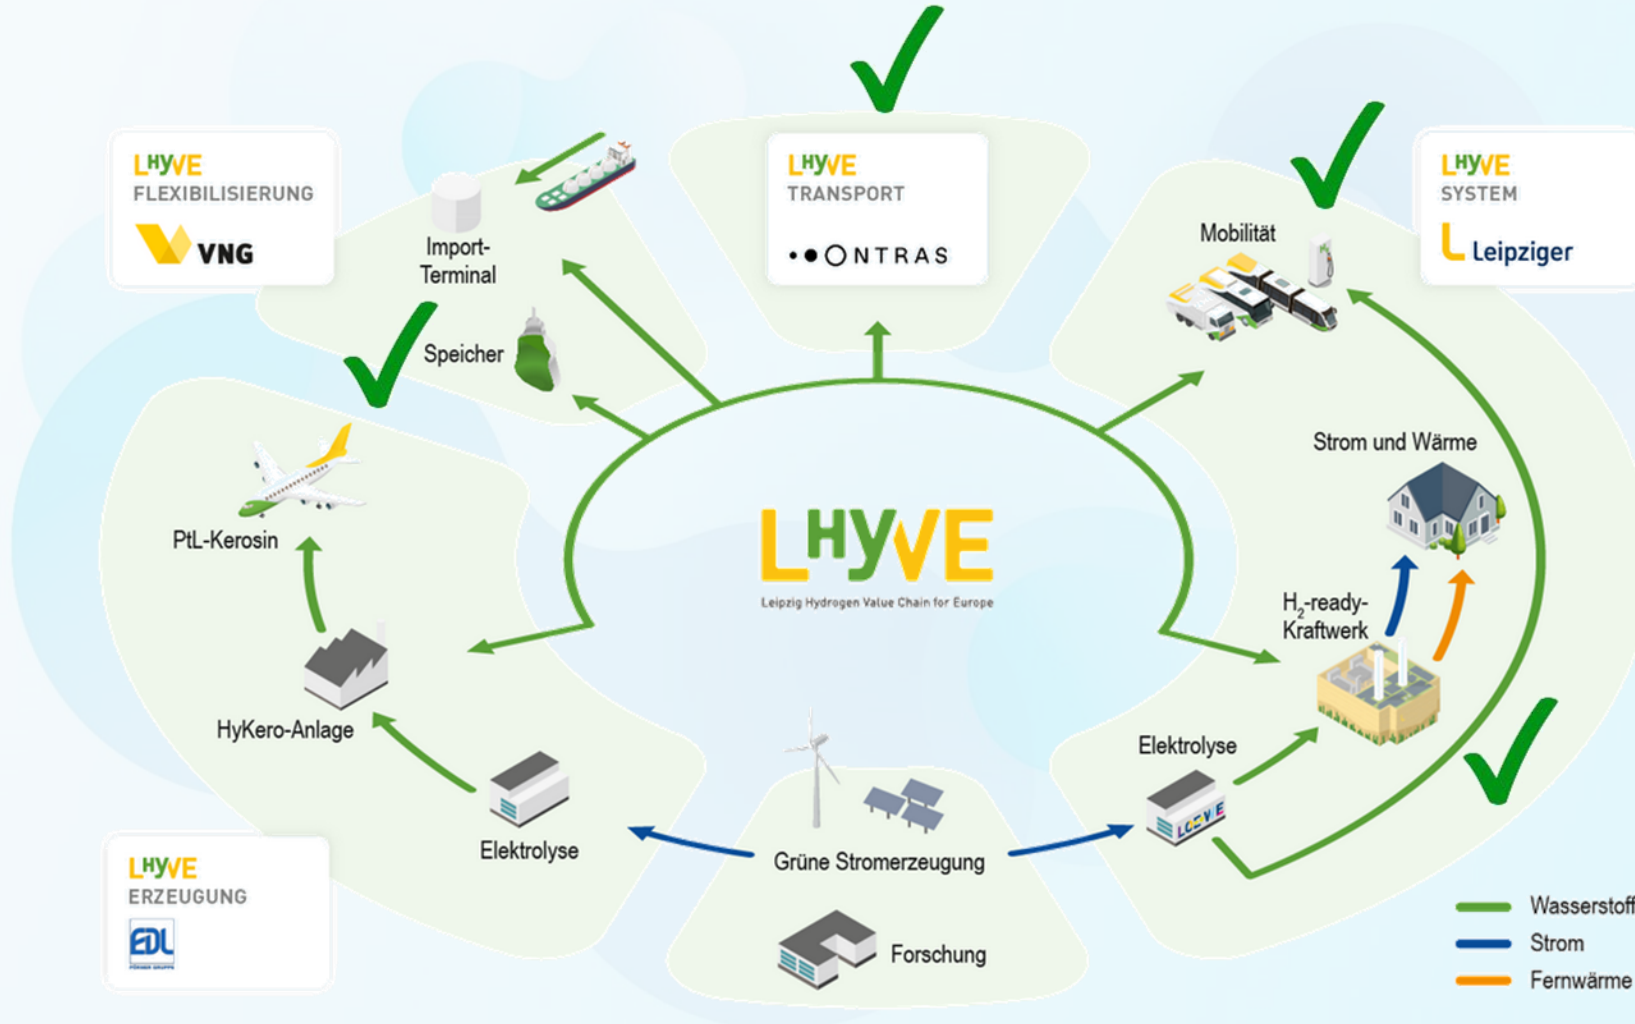 LHyVE
FLEXIBILISIERUNG
VNG
Import-
Terminal
Speicher
LHyVE
TRANSPORT
ONTRAS
Mobilität
LHyVE
SYSTEM
L Leipziger
Strom und Wärme
H₂-ready-
Kraftwerk
PtL-Kerosin
LHyVE
Leipzig Hydrogen Value Chain for Europe
HyKero-Anlage
Elektrolyse
Elektrolyse
Grüne Stromerzeugung
Forschung
LHyVE
ERZEUGUNG
EDL
PÖRNER GRUPPE
Wasserstoff
Strom
Fernwärme